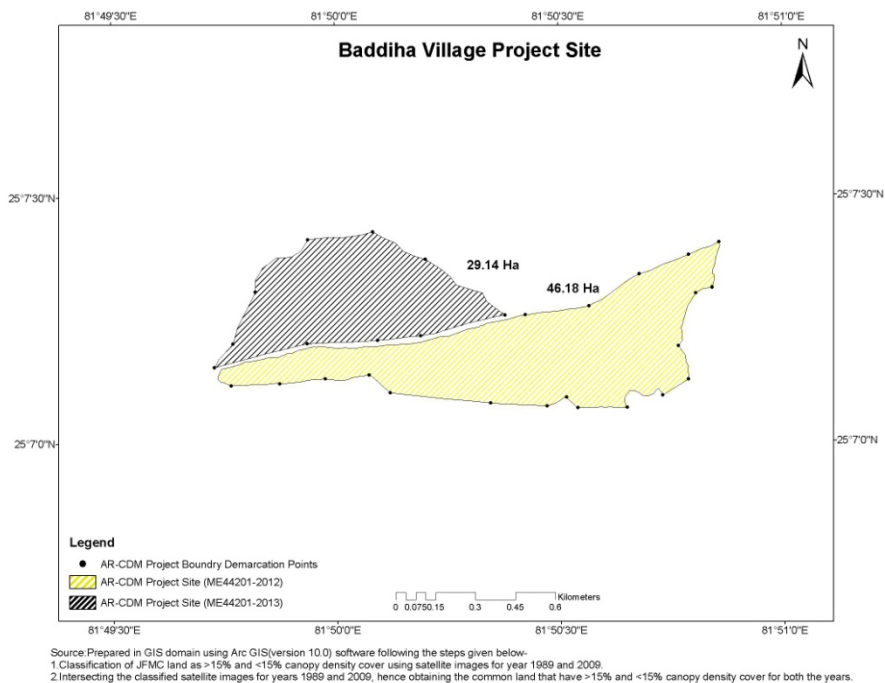 81°49'30"E 81°50'0"E 81°50'30"E 81°51'0"E
Baddiha Village Project Site
N
25°7'30"N 25°7'30"N
29.14 Ha
46.18 Ha
25°7'0"N 25°7'0"N
Legend
AR-CDM Project Boundry Demarcation Points
AR-CDM Project Site (ME44201-2012)
AR-CDM Project Site (ME44201-2013)
Kilometers
0 0.0750.15 0.3 0.45 0.6
81°49'30"E 81°50'0"E 81°50'30"E 81°51'0"E
Source:Prepared in GIS domain using Arc GIS(version 10.0) software following the steps given below-
1.Classification of JFMC land as >15% and <15% canopy density cover using satellite images for year 1989 and 2009.
2.Intersecting the classified satellite images for years 1989 and 2009, hence obtaining the common land that have >15% and <15% canopy density cover for both the years.